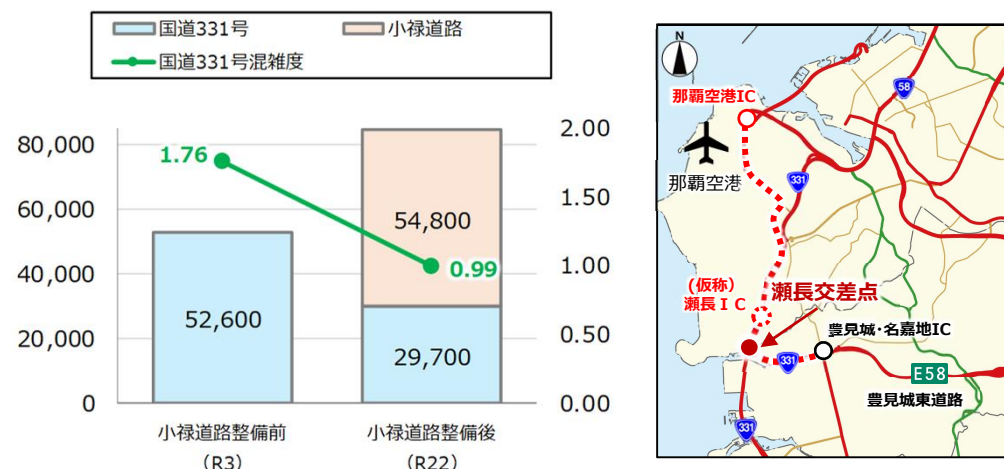 国道331号
小禄道路
国道331号混雑度
80,000
60,000
40,000
20,000
0
2.00
1.50
1.00
0.50
0.00
1.76
0.99
52,600
54,800
29,700
小禄道路整備前
（R3）
小禄道路整備後
（R22）
N
那覇空港IC
那覇空港
58
331
(仮称)
瀬長ＩＣ
瀬長交差点
豊見城・名嘉地IC
331
E58
豊見城東道路
331